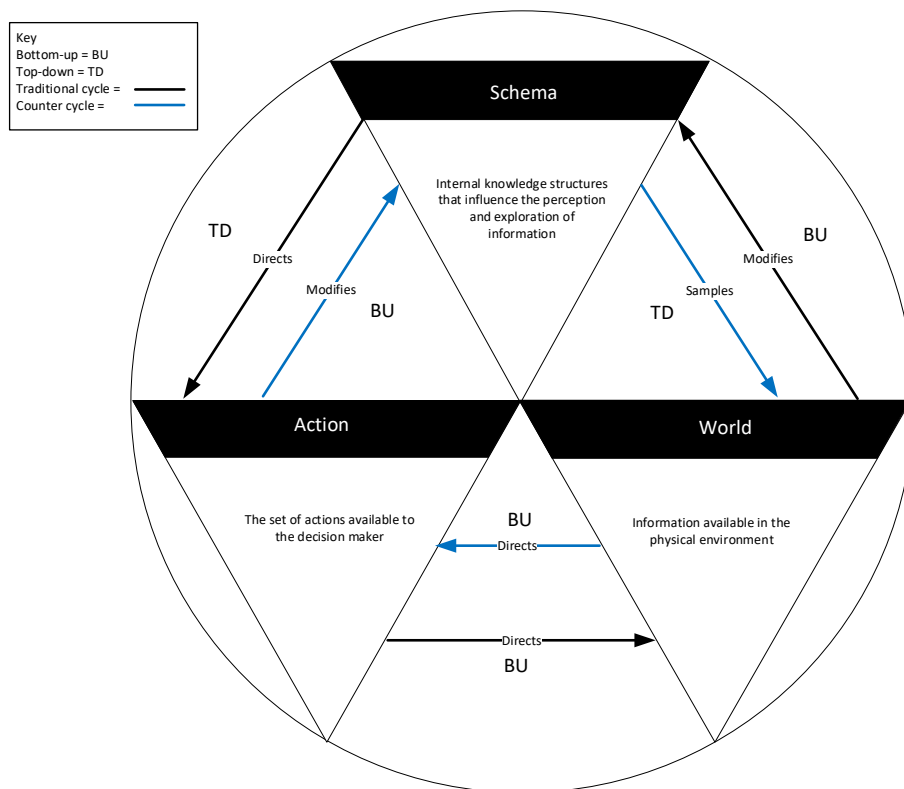 Key
Bottom-up = BU
Top-down = TD
Traditional cycle =
Counter cycle =
Schema
Internal knowledge structures
that influence the perception
and exploration of
information
TD
Directs
Modifies
BU
BU
Modifies
Samples
TD
Action
World
The set of actions available to
the decision maker
BU
Directs
Information available in the
physical environment
Directs
BU